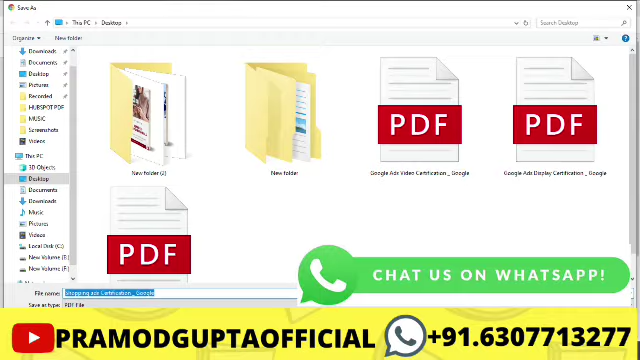 Save As
This PC > Desktop >
Search Desktop
Organize
New folder
Downloads
Documents
Desktop
Pictures
Recorded
HUBSPOT PDF
MUSIC
Screenshots
Videos
This PC
3D Objects
Desktop
Documents
Downloads
Music
Pictures
Videos
Local Disk (C:)
New Volume (E:)
New Volume (F:)
New folder (2)
New folder
PDF
Google Ads Video Certification _ Google
PDF
Google Ads Display Certification _ Google
PDF
CHAT US ON WHATSAPP!
File name: Shopping ads Certification _ Google
Save as type: PDF File
PRAMODGUPTAOFFICIAL
+91.6307713277